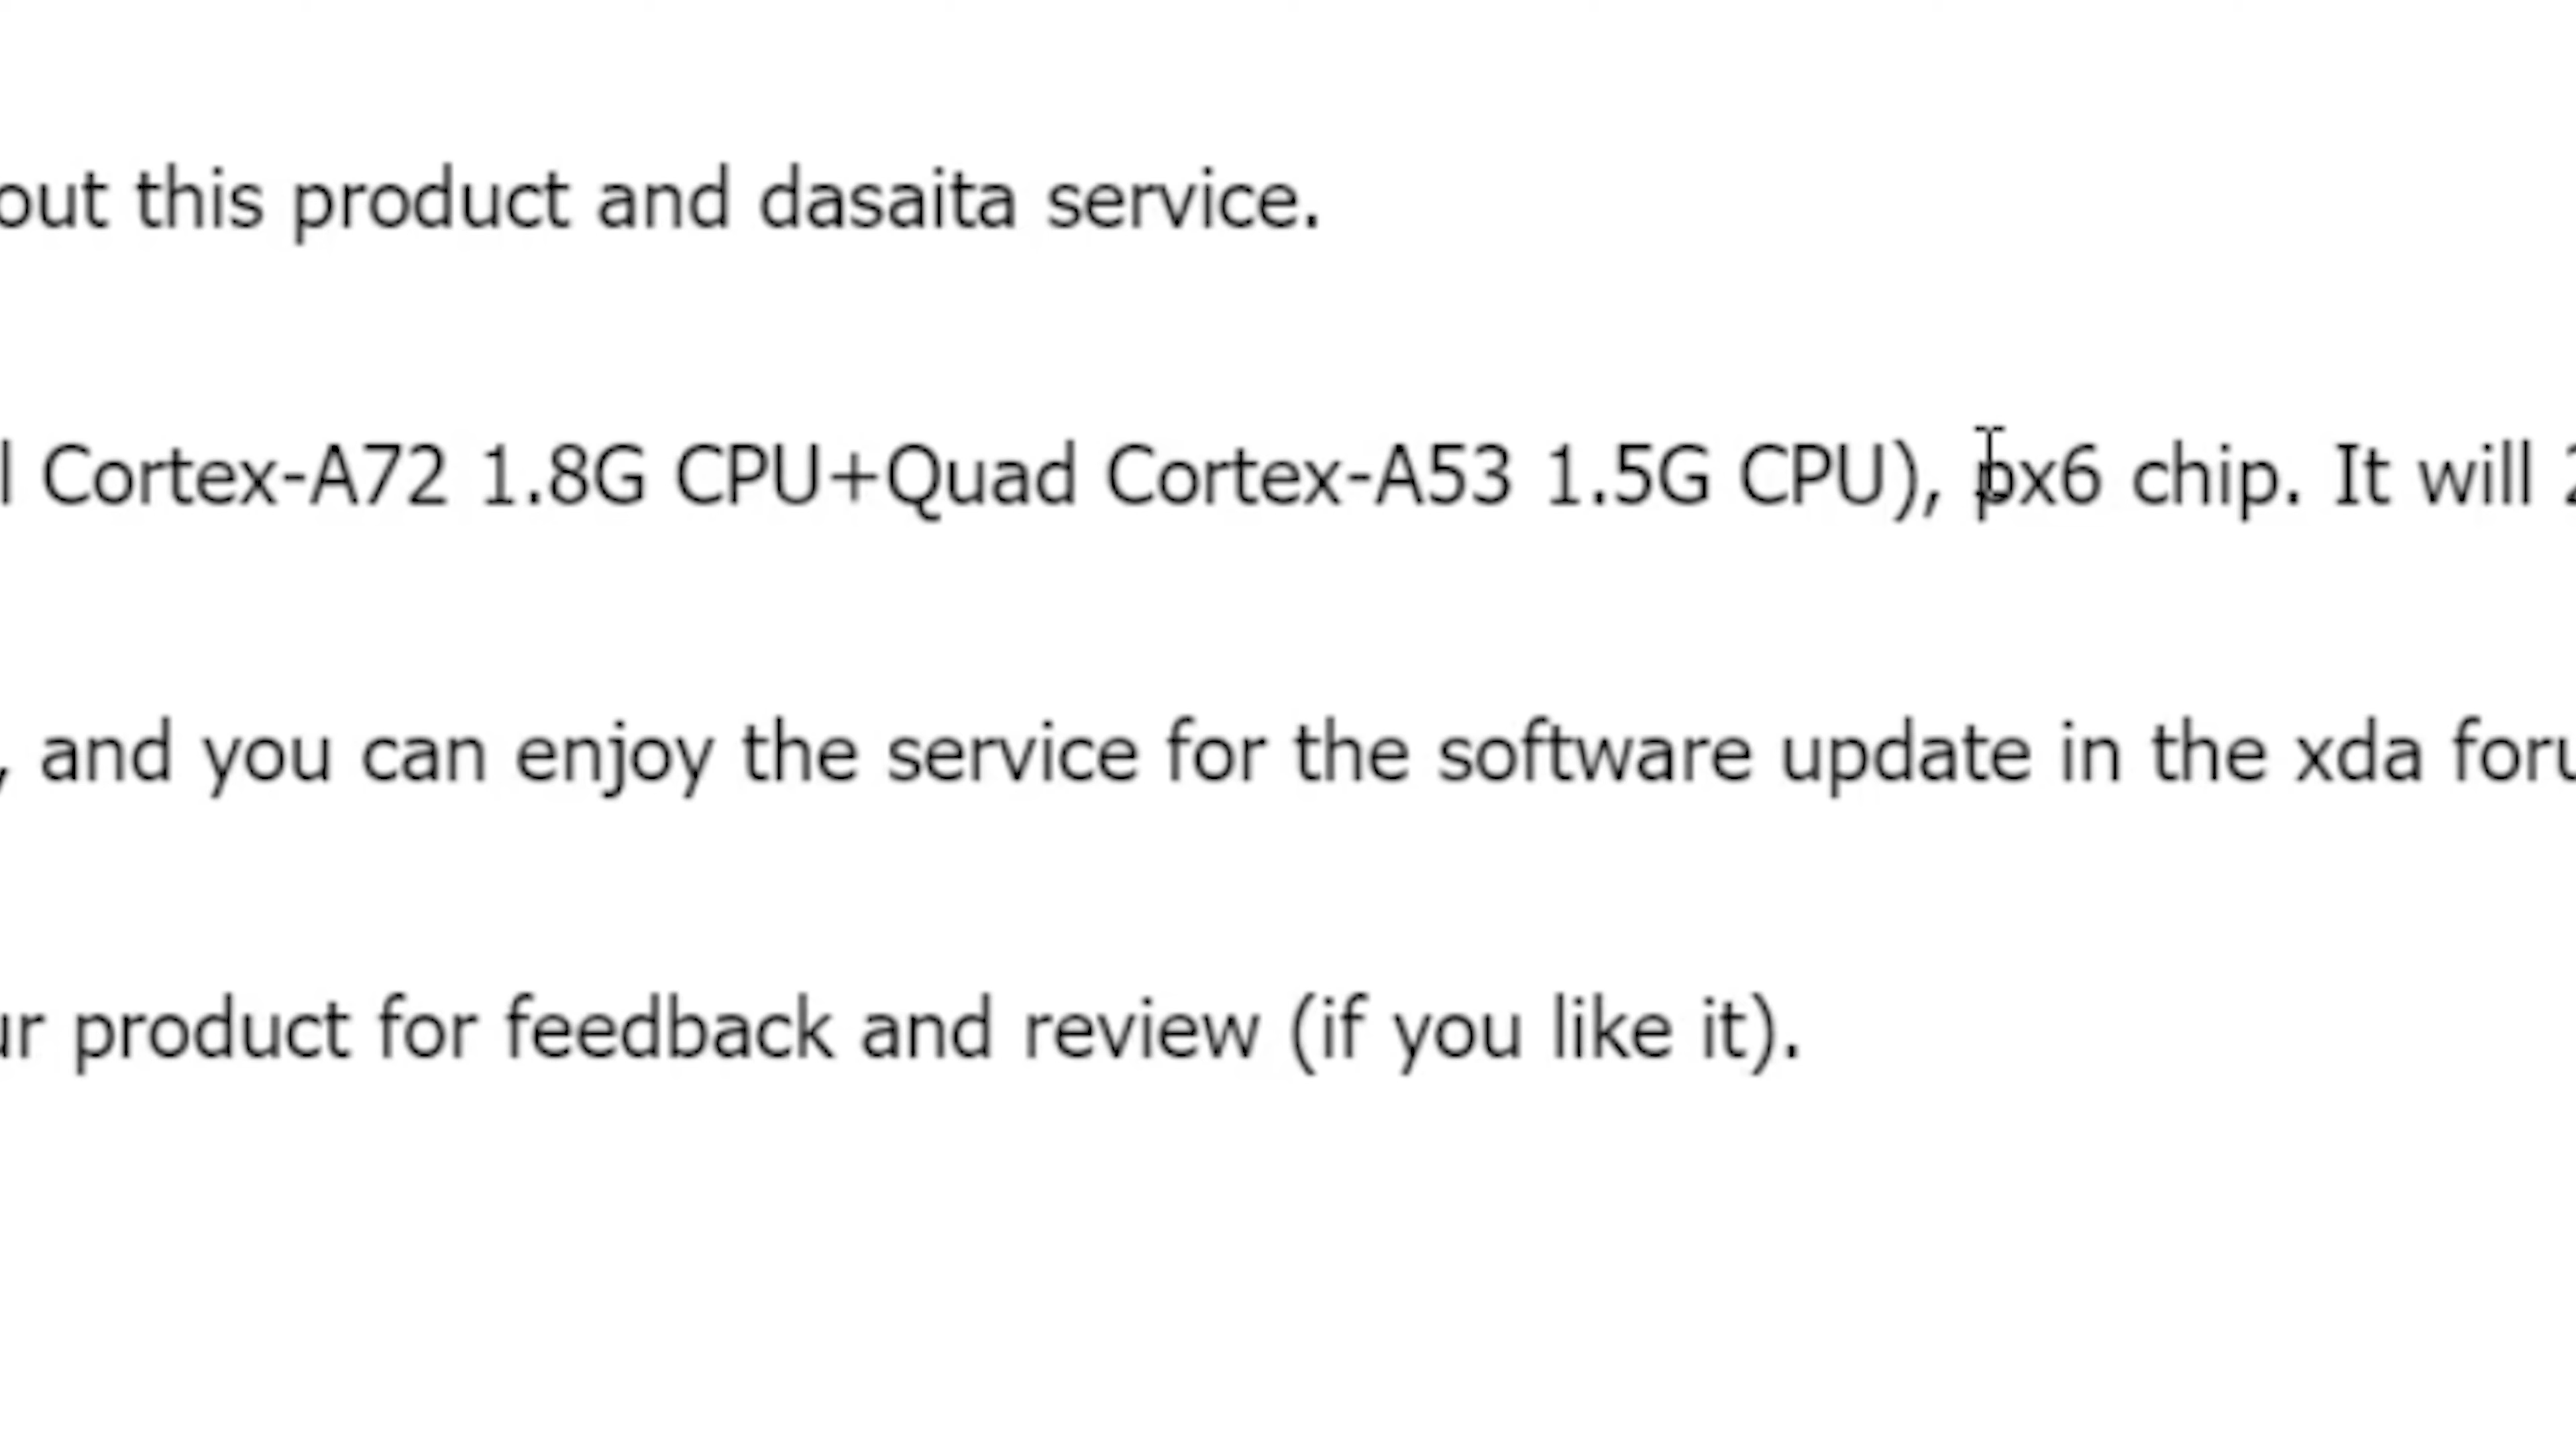 out this product and dasaita service.
l Cortex-A72 1.8G CPU+Quad Cortex-A53 1.5G CPU), px6 chip. It will 2
, and you can enjoy the service for the software update in the xda foru
ur product for feedback and review (if you like it).